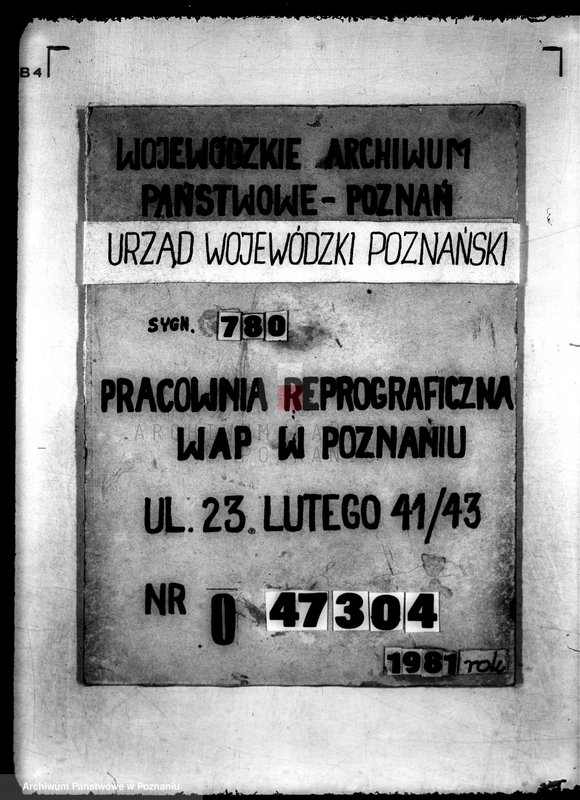 B4
WOJEWÓDZKIE ARCHIWUM
PAŃSTWOWE - POZNAŃ
URZĄD WOJEWÓDZKI POZNAŃSKI
SYGN. 780
PRACOWNIA REPROGRAFICZNA
WAP W POZNANIU
UL. 23. LUTEGO 41/43
NR 0 47304
1981 rok
Archiwum Państwowe w Poznaniu